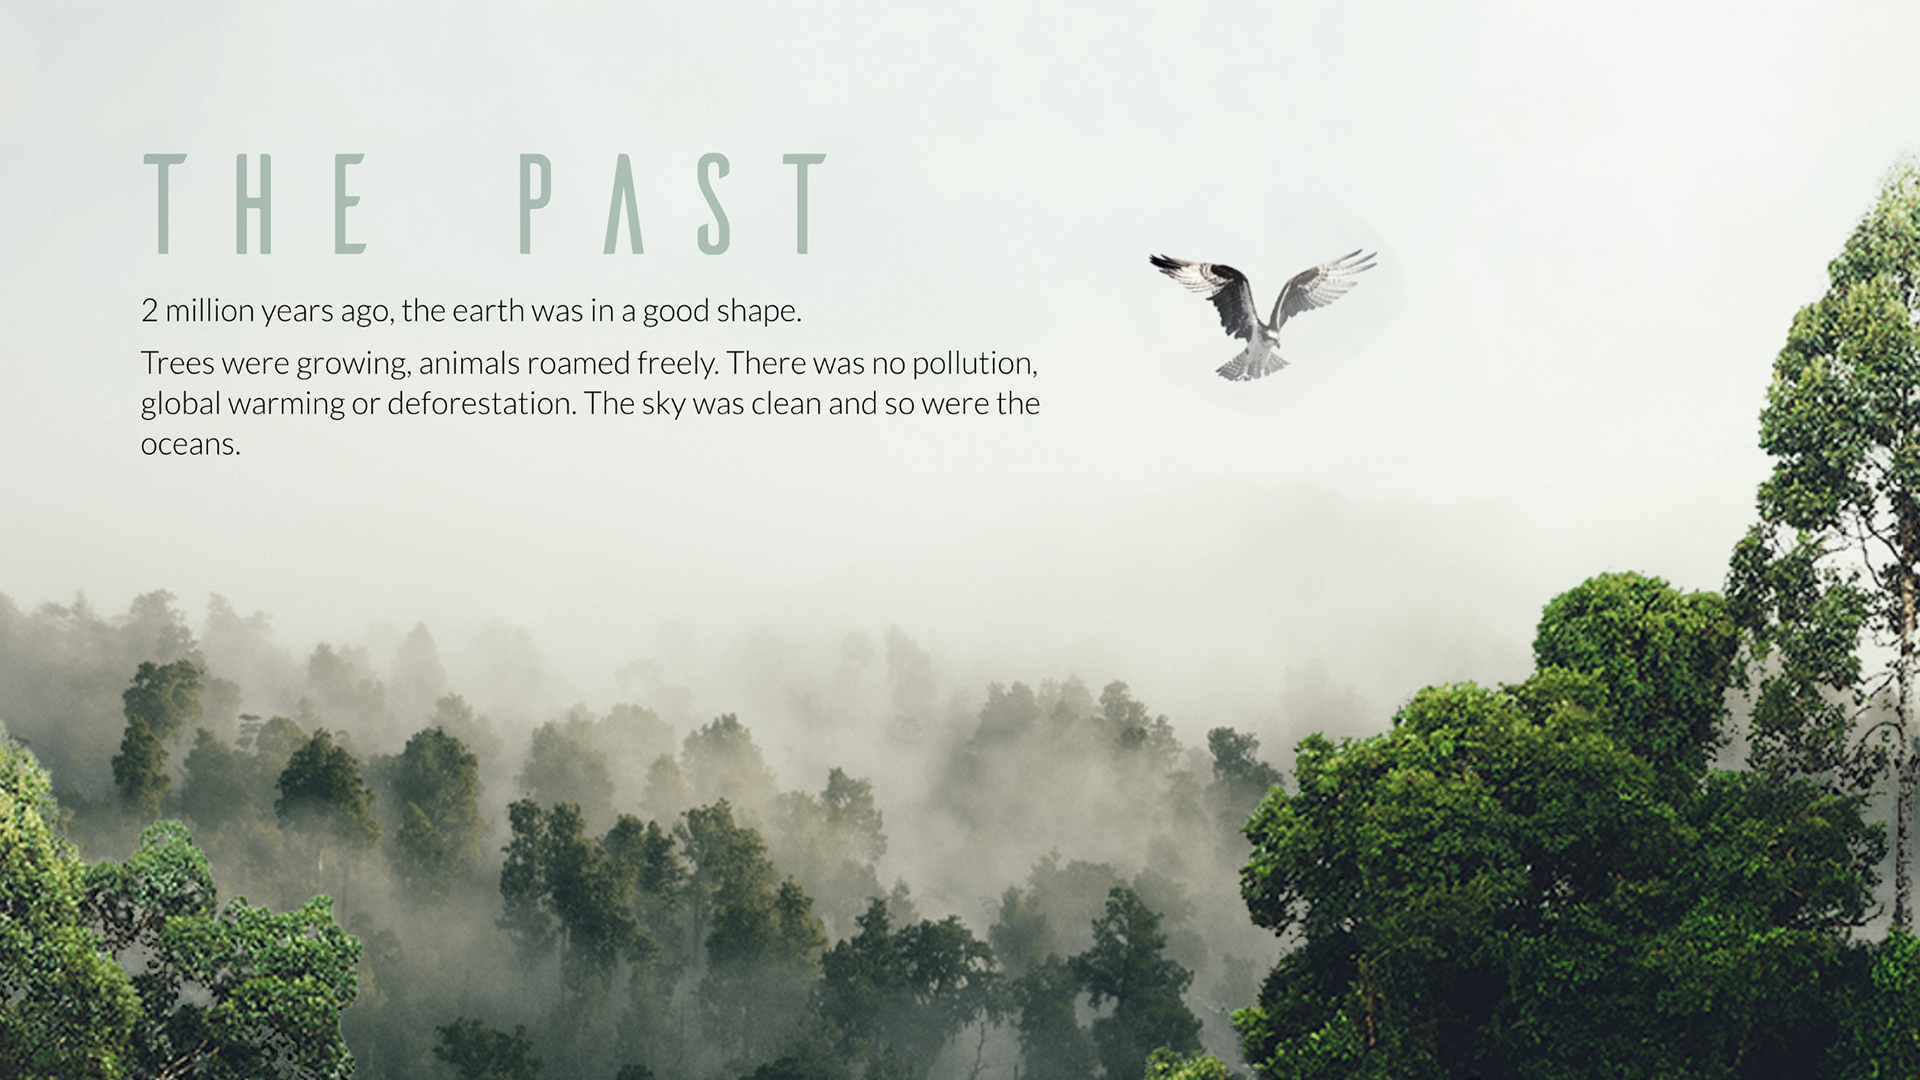 THE PAST
2 million years ago, the earth was in a good shape.
Trees were growing, animals roamed freely. There was no pollution,
global warming or deforestation. The sky was clean and so were the
oceans.